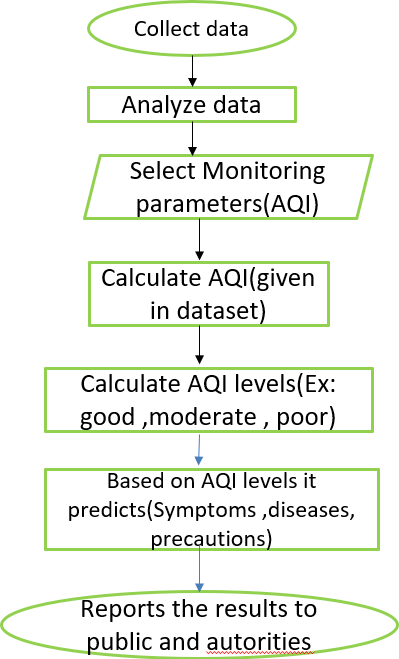 Collect data
Analyze data
Select Monitoring
parameters(AQI)
Calculate AQI(given
in dataset)
Calculate AQI levels(Ex:
good ,moderate , poor)
Based on AQI levels it
predicts(Symptoms ,diseases,
precautions)
Reports the results to
public and autorities